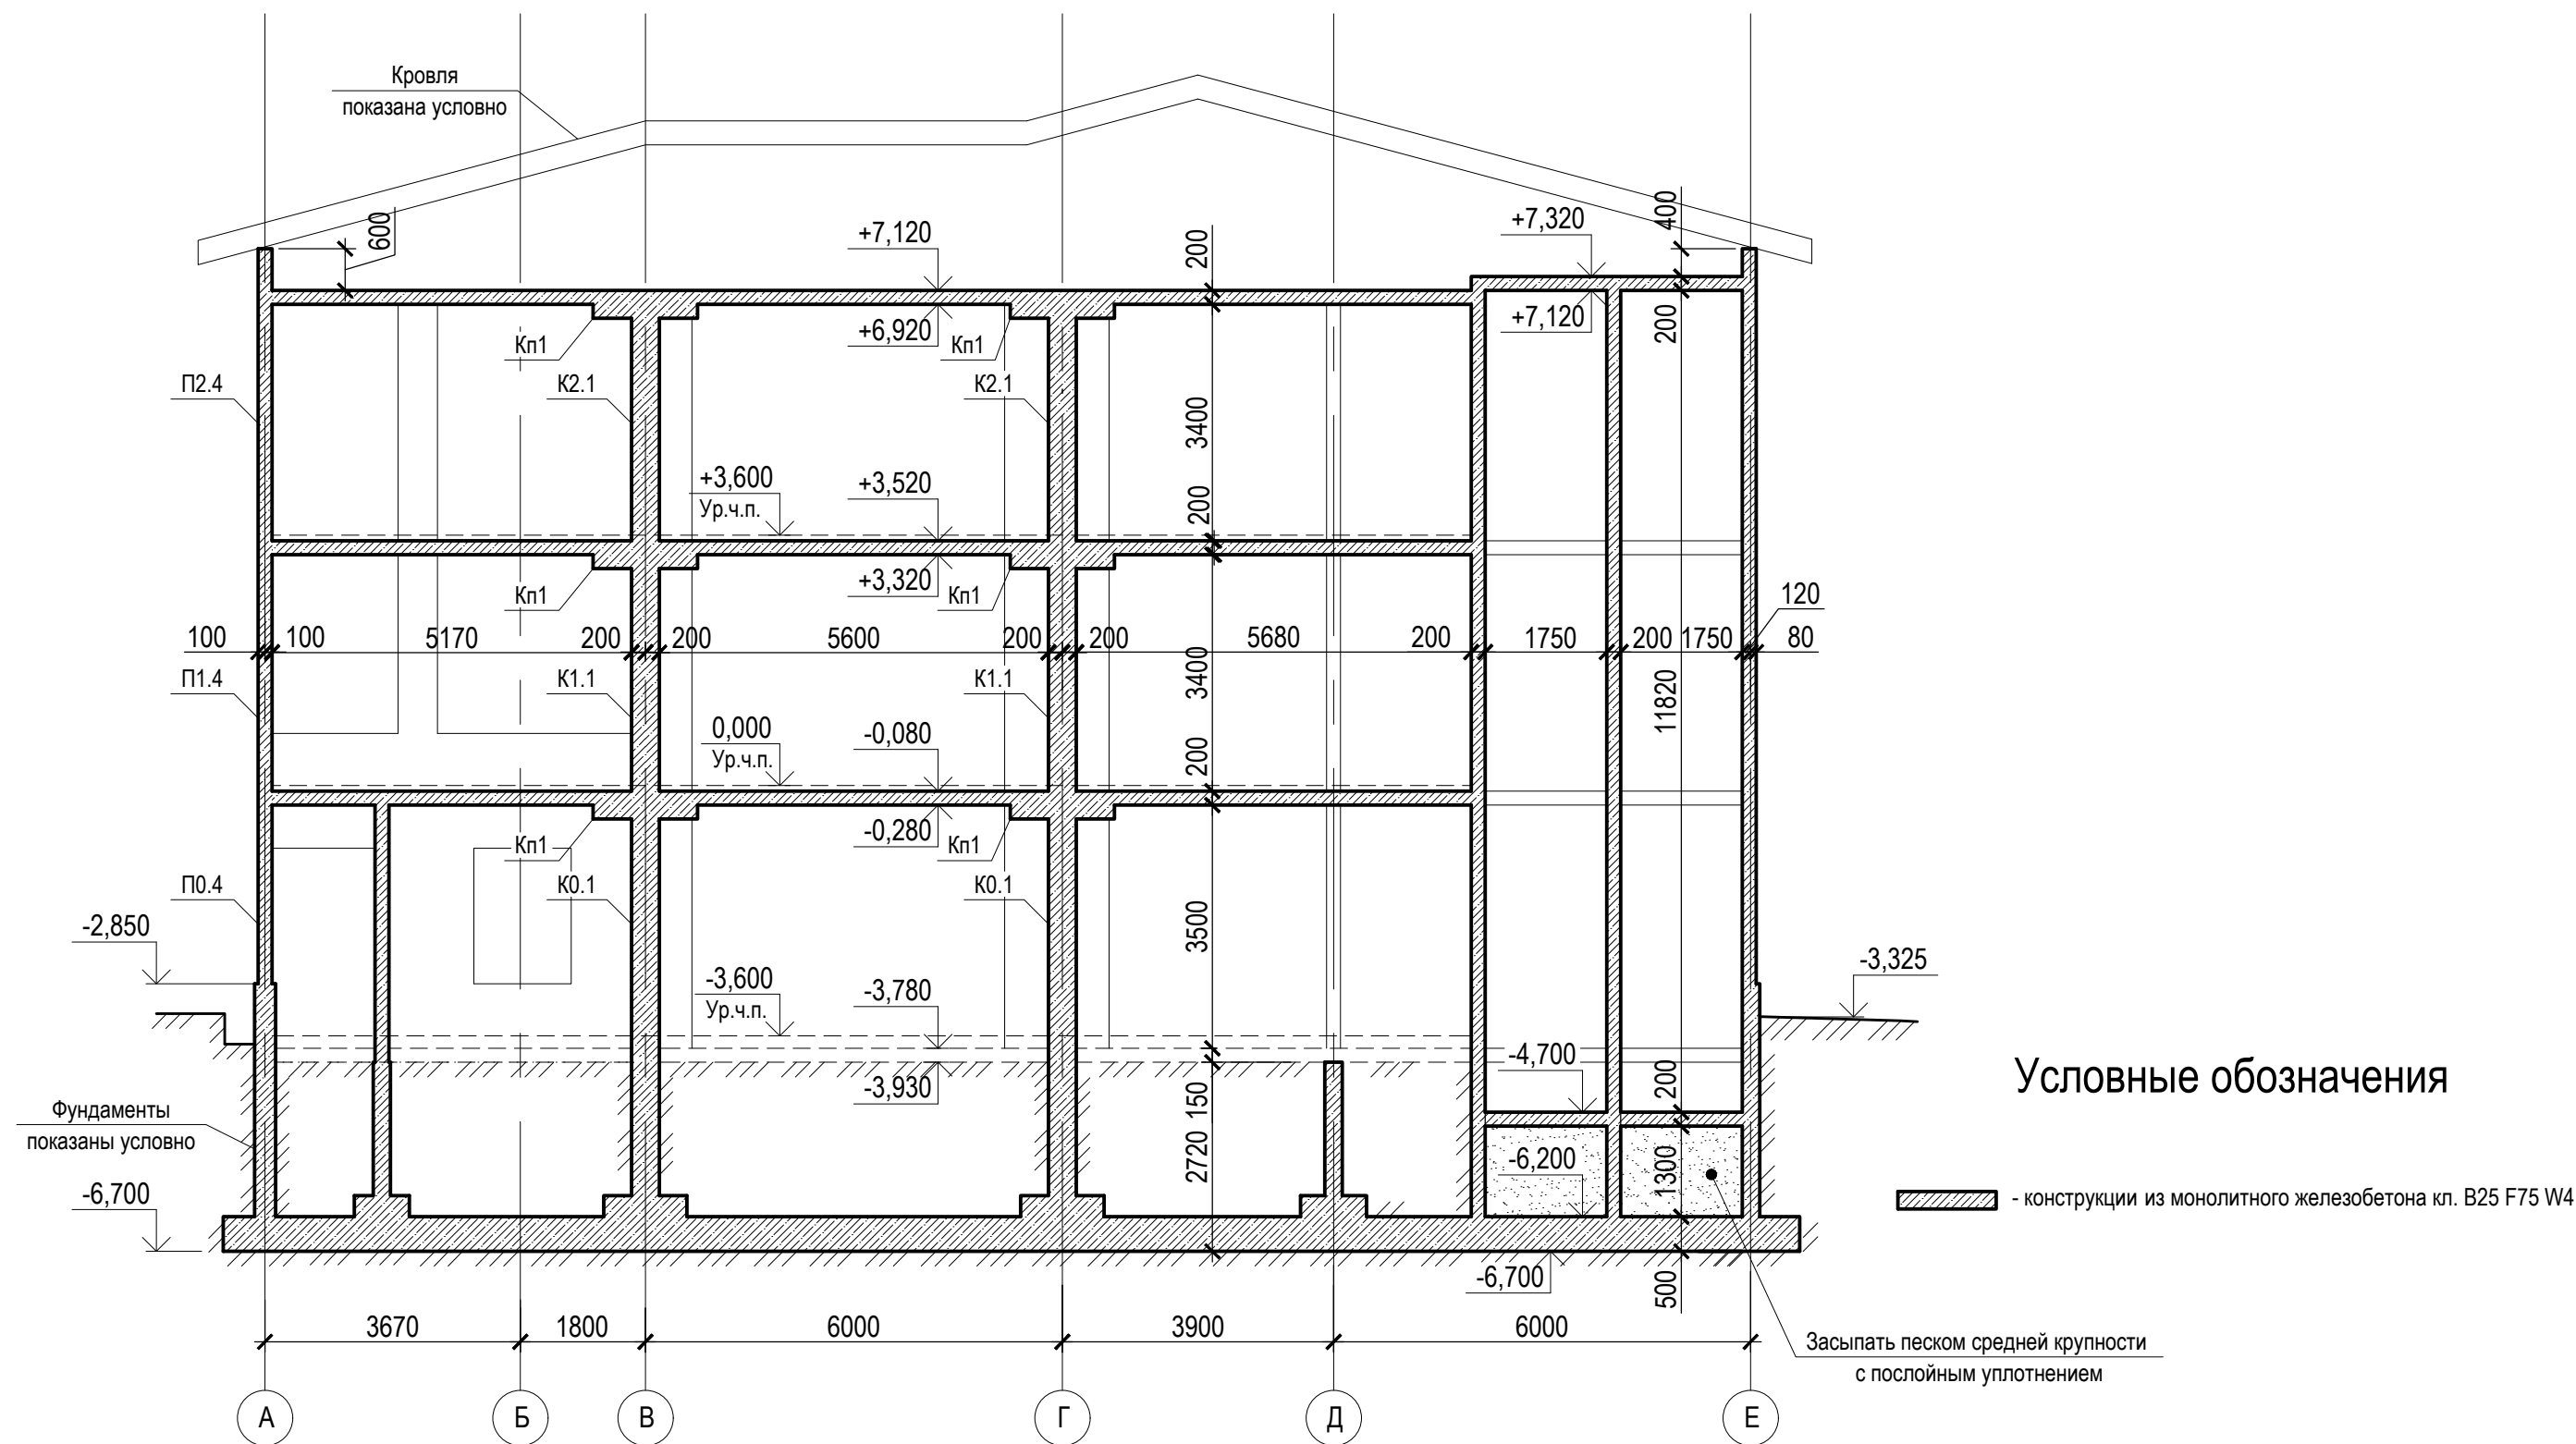 Кровля
показана условно
600
+7,120
200
+7,320
400
+6,920
+7,120
200
Кп1
Кп1
П2.4
К2.1
К2.1
3400
+3,600
Ур.ч.п.
+3,520
200
+3,320
Кп1
Кп1
120
100
100
5170
200
200
5600
200
200
5680
200
1750
200
1750
80
П1.4
К1.1
К1.1
3400
11820
0,000
Ур.ч.п.
-0,080
200
-0,280
Кп1
Кп1
П0.4
К0.1
К0.1
3500
-2,850
-3,325
-3,600
Ур.ч.п.
-3,780
-3,930
150
-4,700
200
Условные обозначения
Фундаменты
показаны условно
2720
-6,200
1300
-6,700
- конструкции из монолитного железобетона кл. В25 F75 W4
-6,700
500
3670
1800
6000
3900
6000
Засыпать песком средней крупности
с послойным уплотнением
А
Б
В
Г
Д
Е